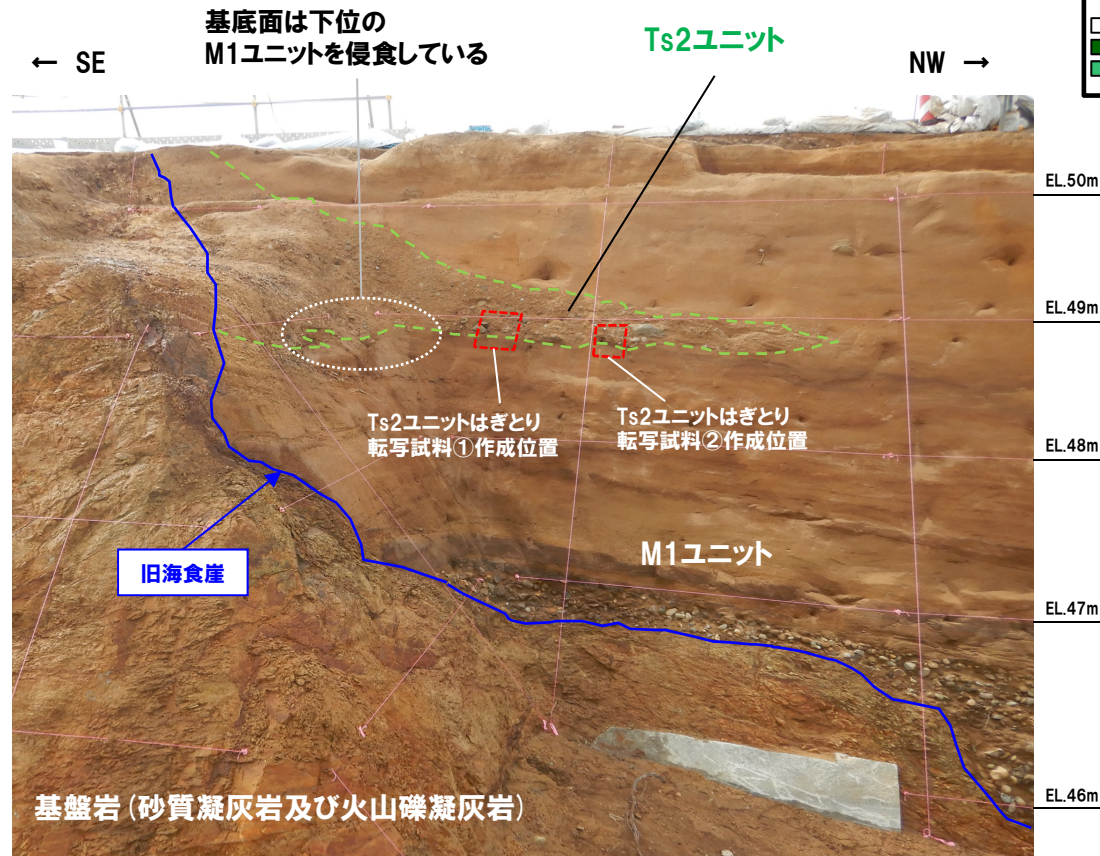 基底面は下位の
M1ユニットを侵食している
Ts2ユニット
← SE
NW →
EL.50m
EL.49m
Ts2ユニットはぎとり
転写試料①作成位置
Ts2ユニットはぎとり
転写試料②作成位置
EL.48m
M1ユニット
旧海食崖
EL.47m
基盤岩（砂質凝灰岩及び火山礫凝灰岩）
EL.46m